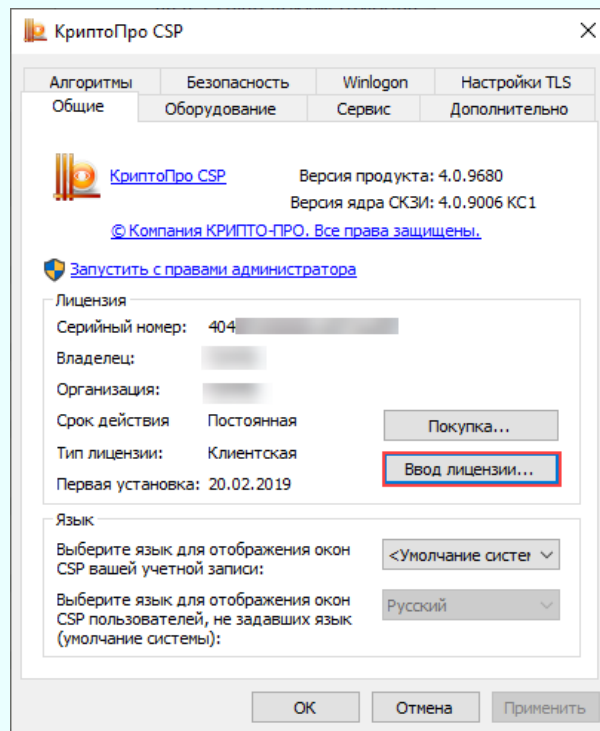 КриптоПро CSP
Алгоритмы Безопасность Winlogon Настройки TLS
Общие Оборудование Сервис Дополнительно
КриптоПро CSP Версия продукта: 4.0.9680
Версия ядра СКЗИ: 4.0.9006 КС1
© Компания КРИПТО-ПРО. Все права защищены.
Запустить с правами администратора
Лицензия
Серийный номер: 404
Владелец:
Организация:
Срок действия Постоянная
Покупка...
Тип лицензии: Клиентская
Ввод лицензии...
Первая установка: 20.02.2019
Язык
Выберите язык для отображения окон
CSP вашей учетной записи:
<Умолчание систем
Выберите язык для отображения окон
CSP пользователей, не задавших язык
(умолчание системы):
Русский
ОК Отмена Применить